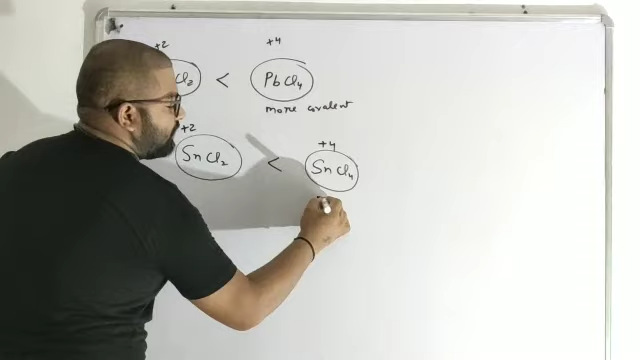 +2 +4
Cl₂ < PbCl₄
more covalent
+2 +4
SnCl₂ < SnCl₄